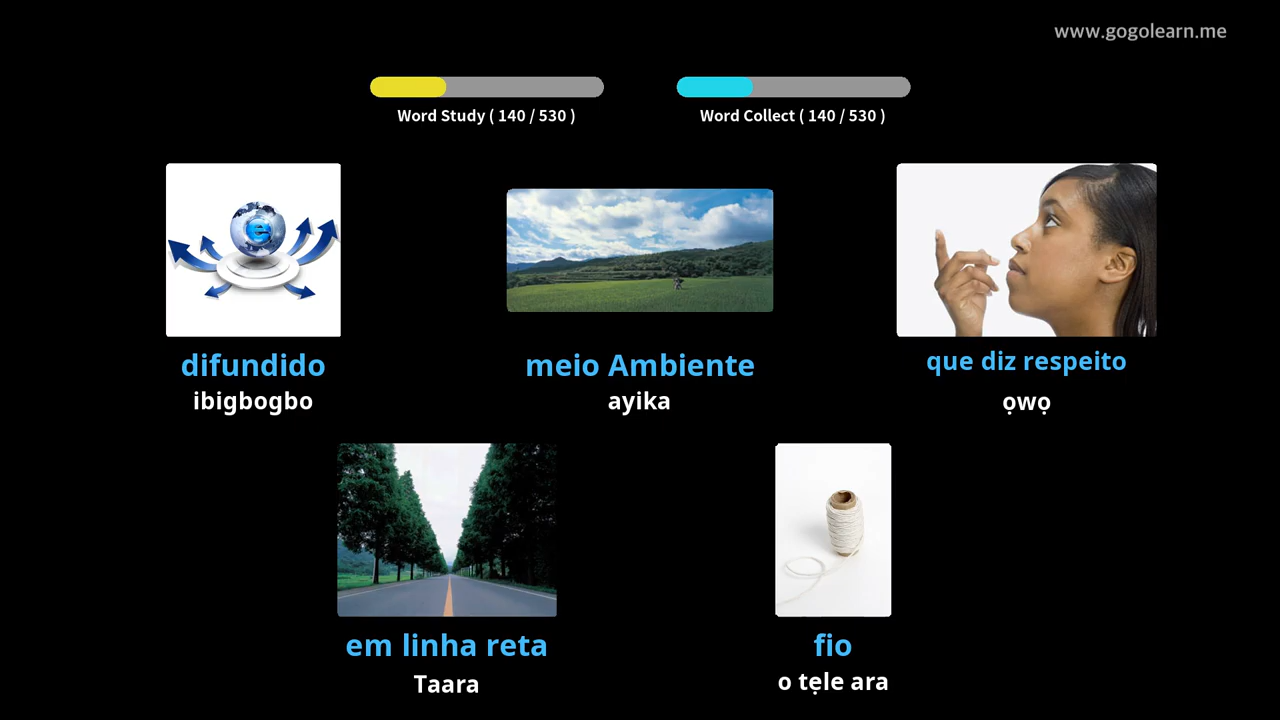 www.gogolearn.me
Word Study ( 140 / 530 )
Word Collect ( 140 / 530 )
e
difundido
ibigbogbo
meio Ambiente
ayika
que diz respeito
ọwọ
em linha reta
Taara
fio
o tẹle ara